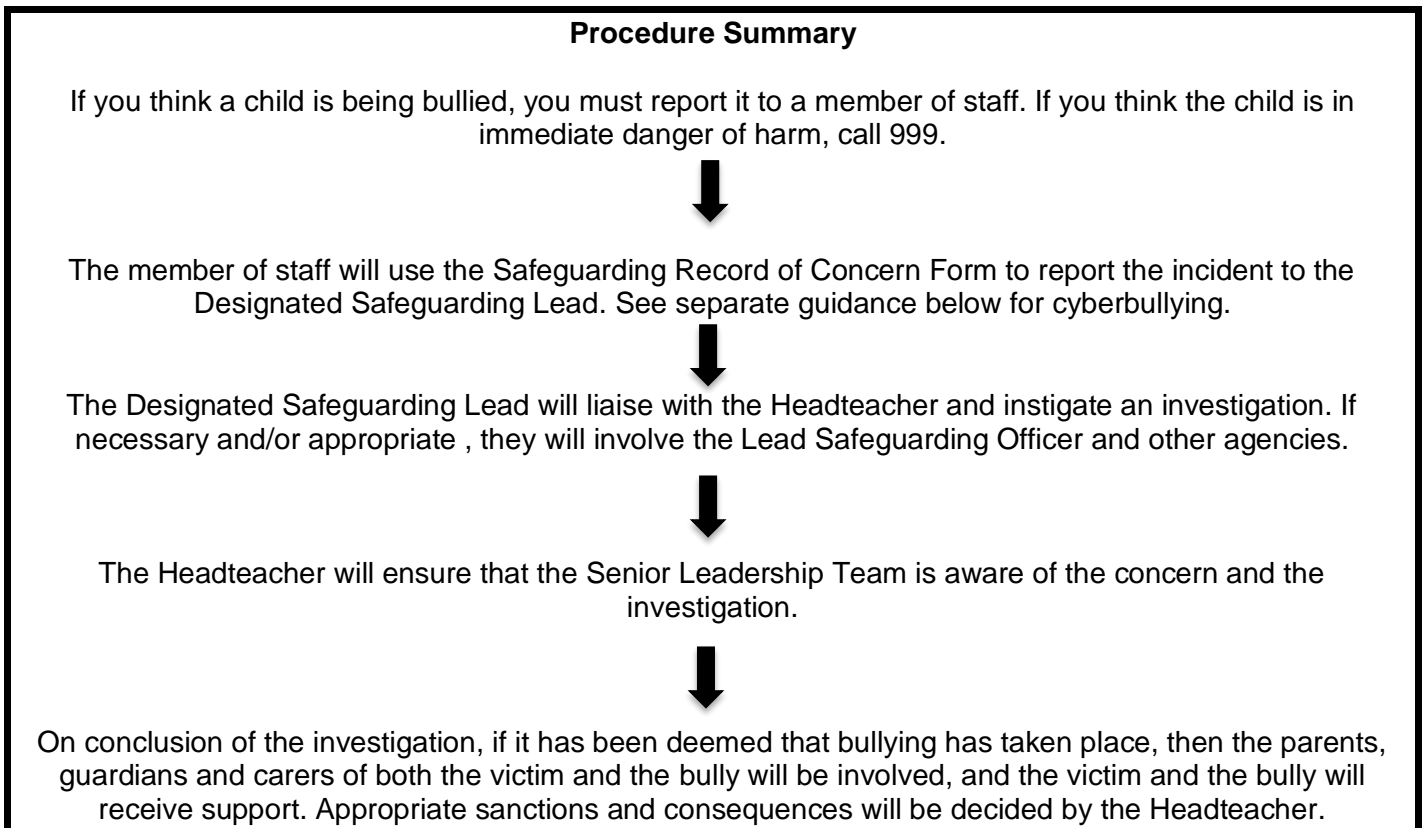 Procedure Summary
If you think a child is being bullied, you must report it to a member of staff. If you think the child is in
immediate danger of harm, call 999.
The member of staff will use the Safeguarding Record of Concern Form to report the incident to the
Designated Safeguarding Lead. See separate guidance below for cyberbullying.
The Designated Safeguarding Lead will liaise with the Headteacher and instigate an investigation. If
necessary and/or appropriate , they will involve the Lead Safeguarding Officer and other agencies.
The Headteacher will ensure that the Senior Leadership Team is aware of the concern and the
investigation.
On conclusion of the investigation, if it has been deemed that bullying has taken place, then the parents,
guardians and carers of both the victim and the bully will be involved, and the victim and the bully will
receive support. Appropriate sanctions and consequences will be decided by the Headteacher.